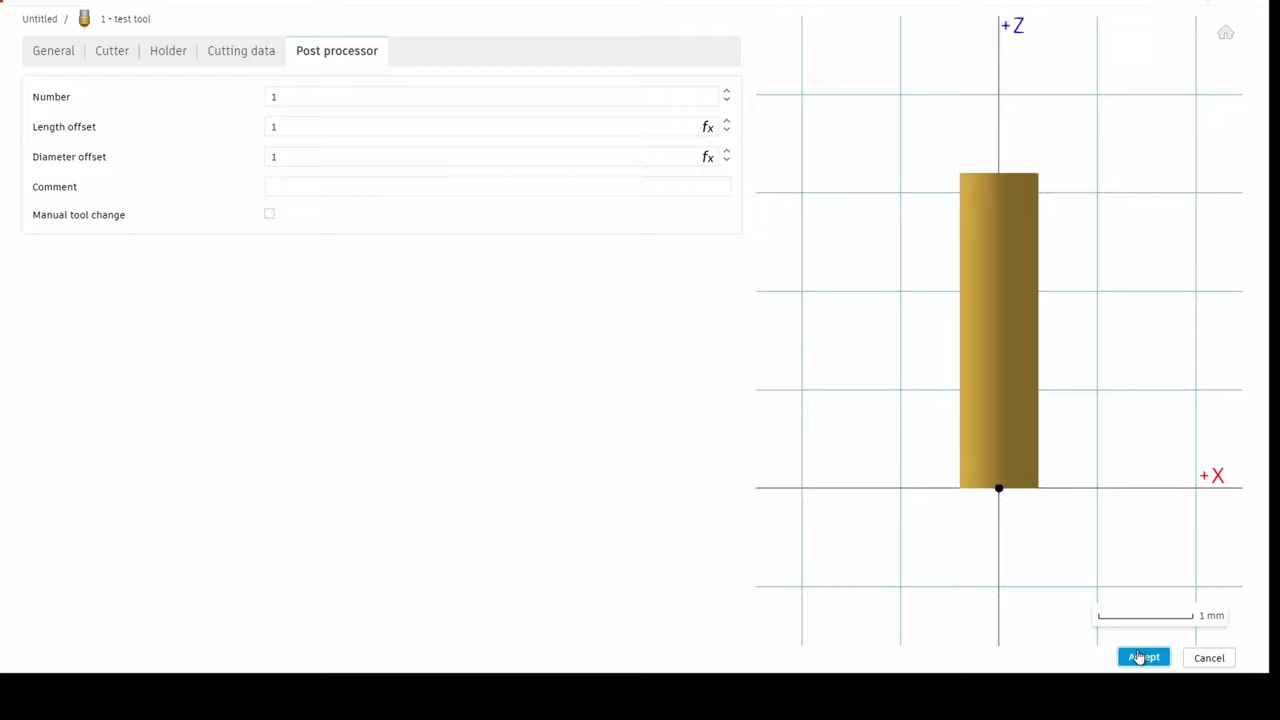 Untitled / 1 - test tool
General Cutter Holder Cutting data Post processor
Number 1
Length offset 1 fx
Diameter offset 1 fx
Comment
Manual tool change
+Z
+X
1 mm
Cancel